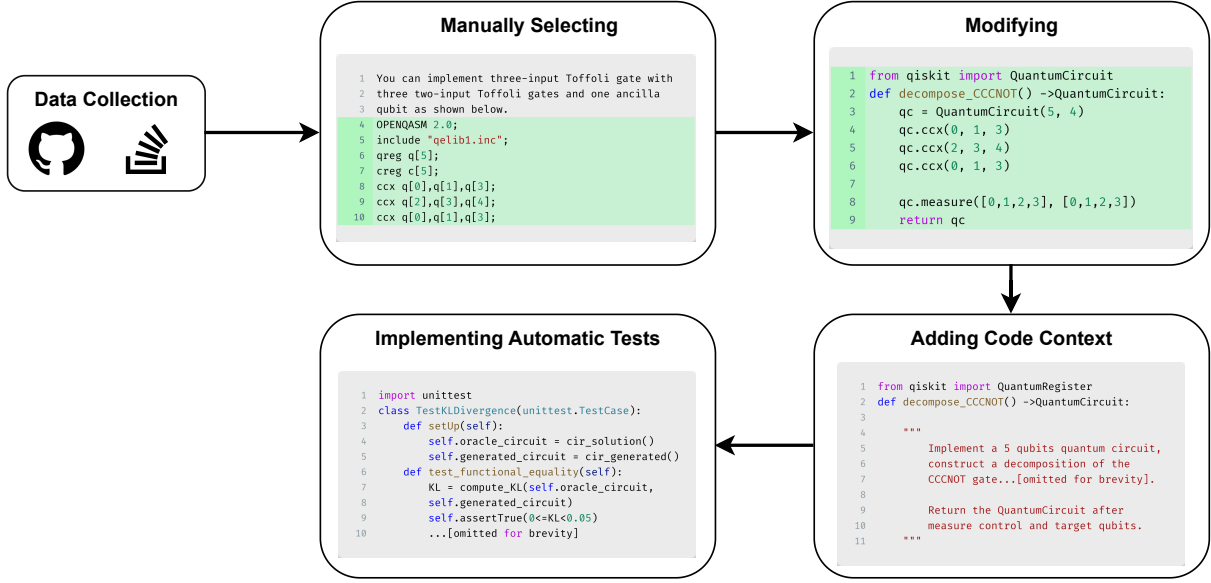 Data Collection
Manually Selecting
1 You can implement three-input Toffoli gate with
2 three two-input Toffoli gates and one ancilla
3 qubit as shown below.
4 OPENQASM 2.0;
5 include "qelib1.inc";
6 qreg q[5];
7 creg c[5];
8 ccx q[0],q[1],q[3];
9 ccx q[2],q[3],q[4];
10 ccx q[0],q[1],q[3];
Modifying
1 from qiskit import QuantumCircuit
2 def decompose_CCCNOT() ->QuantumCircuit:
3     qc = QuantumCircuit(5, 4)
4     qc.ccx(0, 1, 3)
5     qc.ccx(2, 3, 4)
6     qc.ccx(0, 1, 3)
7
8     qc.measure([0,1,2,3], [0,1,2,3])
9     return qc
Implementing Automatic Tests
1 import unittest
2 class TestKLDivergence(unittest.TestCase):
3     def setUp(self):
4         self.oracle_circuit = cir_solution()
5         self.generated_circuit = cir_generated()
6     def test_functional_equality(self):
7         KL = compute_KL(self.oracle_circuit,
8         self.generated_circuit)
9         self.assertTrue(0<=KL<0.05)
10         ...[omitted for brevity]
Adding Code Context
1 from qiskit import QuantumRegister
2 def decompose_CCCNOT() ->QuantumCircuit:
3
4     """
5         Implement a 5 qubits quantum circuit,
6         construct a decomposition of the
7         CCCNOT gate...[omitted for brevity].
8
9         Return the QuantumCircuit after
10         measure control and target qubits.
11     """